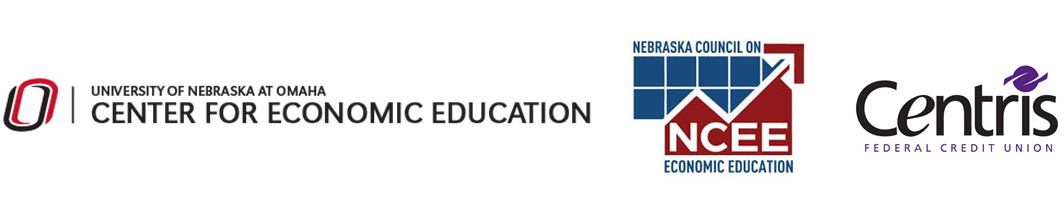 UNIVERSITY OF NEBRASKA AT OMAHA
CENTER FOR ECONOMIC EDUCATION
NEBRASKA COUNCIL ON
NCEE
ECONOMIC EDUCATION
Centris
FEDERAL CREDIT UNION